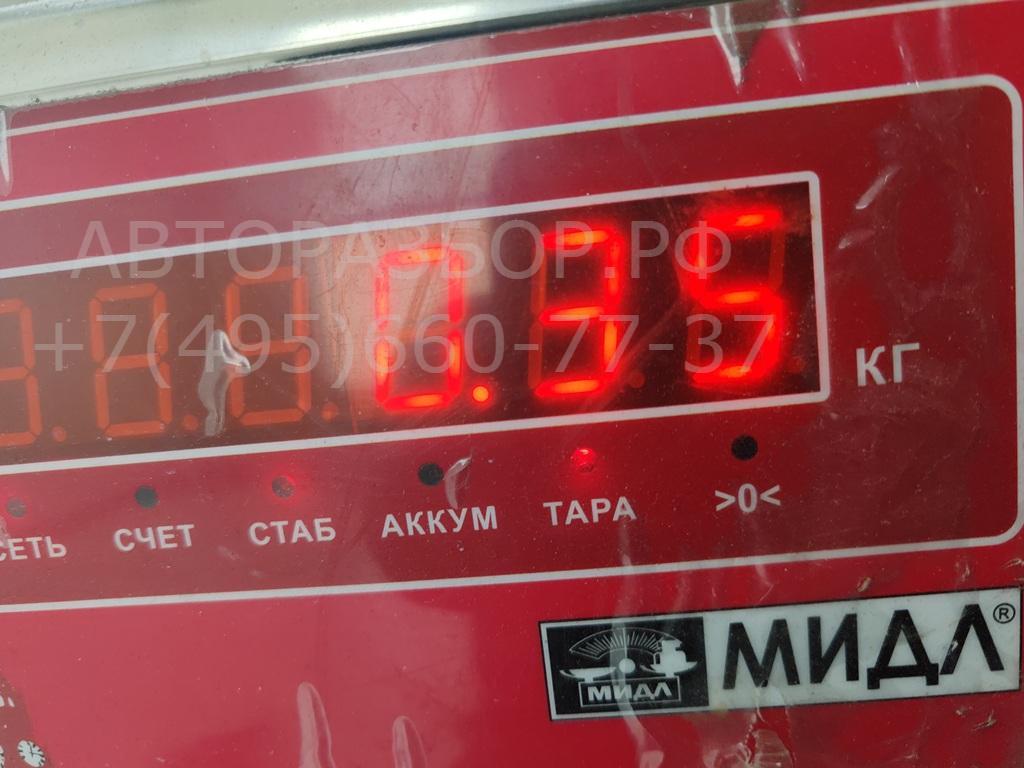 АВТОРАЗБОР.РФ
+7(495)660-77-37
0.35
КГ
СЕТЬ СЧЕТ СТАБ АККУМ ТАРА >0<
МИДЛ МИДЛ®